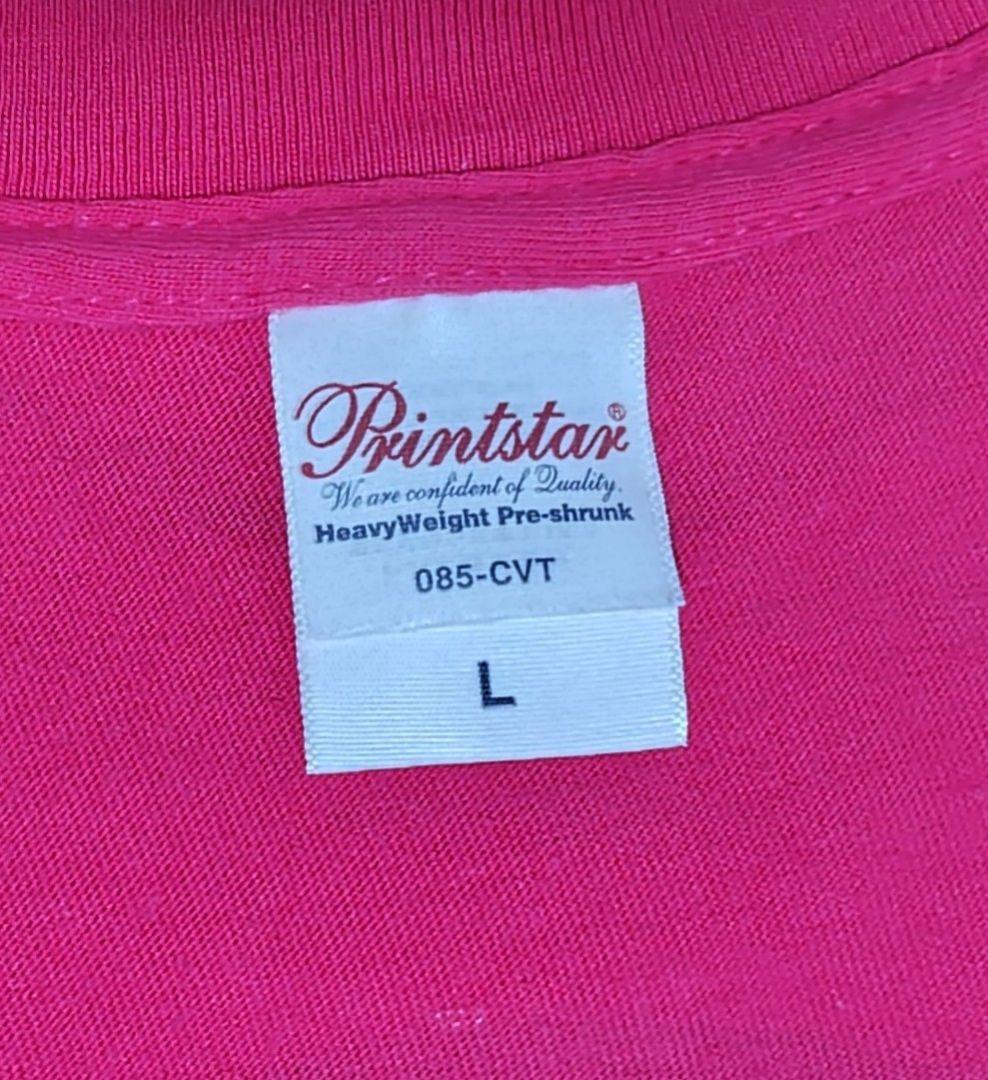 Printstar®
We are confident of Quality.
HeavyWeight Pre-shrunk
085-CVT
L